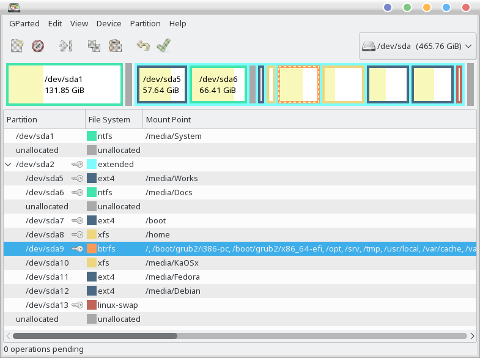 GParted Edit View Device Partition Help
/dev/sda (465.76 GiB)
/dev/sda1
131.85 GiB
/dev/sda5
57.64 GiB
/dev/sda6
66.41 GiB
Partition File System Mount Point
/dev/sda1 ntfs /media/System
unallocated unallocated
/dev/sda2 extended
/dev/sda5 ext4 /media/Works
/dev/sda6 ntfs /media/Docs
unallocated unallocated
/dev/sda7 ext4 /boot
/dev/sda8 xfs /home
/dev/sda9 btrfs /, /boot/grub2/i386-pc, /boot/grub2/x86_64-efi, /opt, /srv, /tmp, /usr/local, /var/cache, /va
/dev/sda10 xfs /media/KaOSx
/dev/sda11 ext4 /media/Fedora
/dev/sda12 ext4 /media/Debian
/dev/sda13 linux-swap
unallocated unallocated
0 operations pending